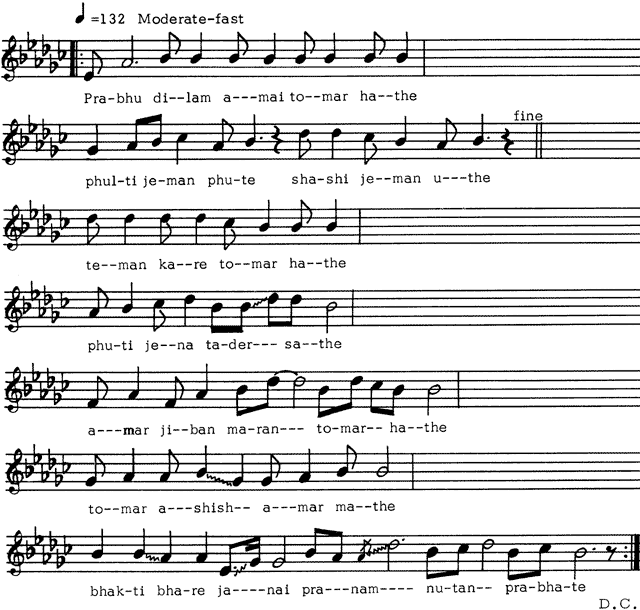 =132 Moderate-fast
Pra-bhu di--lam a---mai to--mar ha--the
fine
phul-ti je-man phu-te sha-shi je--man u---the
te--man ka--re to--mar ha--the
phu-ti je--na ta-der--- sa--the
a---mar ji-ban ma-ran--- to-mar-- ha--the
to--mar a---shish-- a---mar ma--the
bhak-ti bha-re ja----nai pra---nam---- nu-tan-- pra-bha-te
D.C.